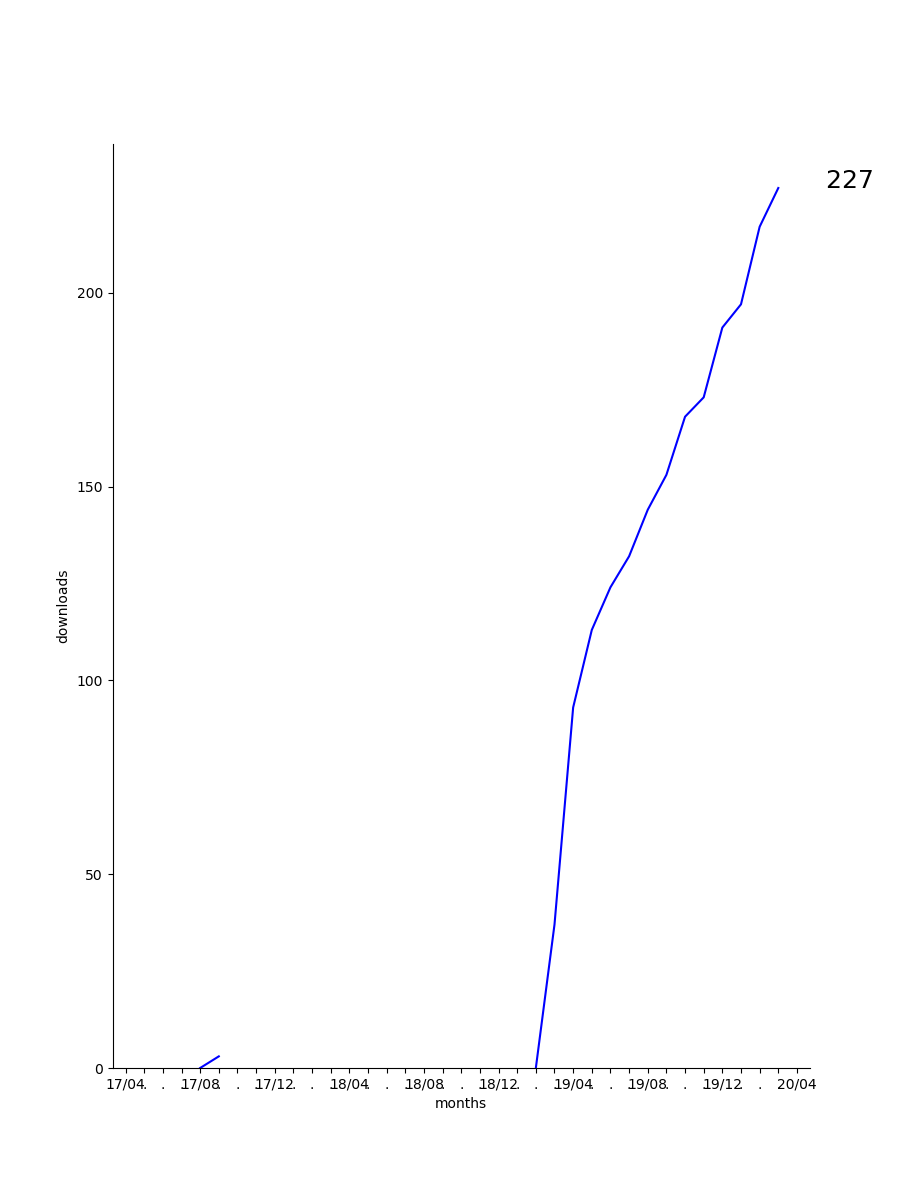 227
200
150
100
50
0
downloads
17/04 . . 17/08 . . 17/12 . . 18/04 . . 18/08 . . 18/12 . . 19/04 . . 19/08 . . 19/12 . . 20/04
months